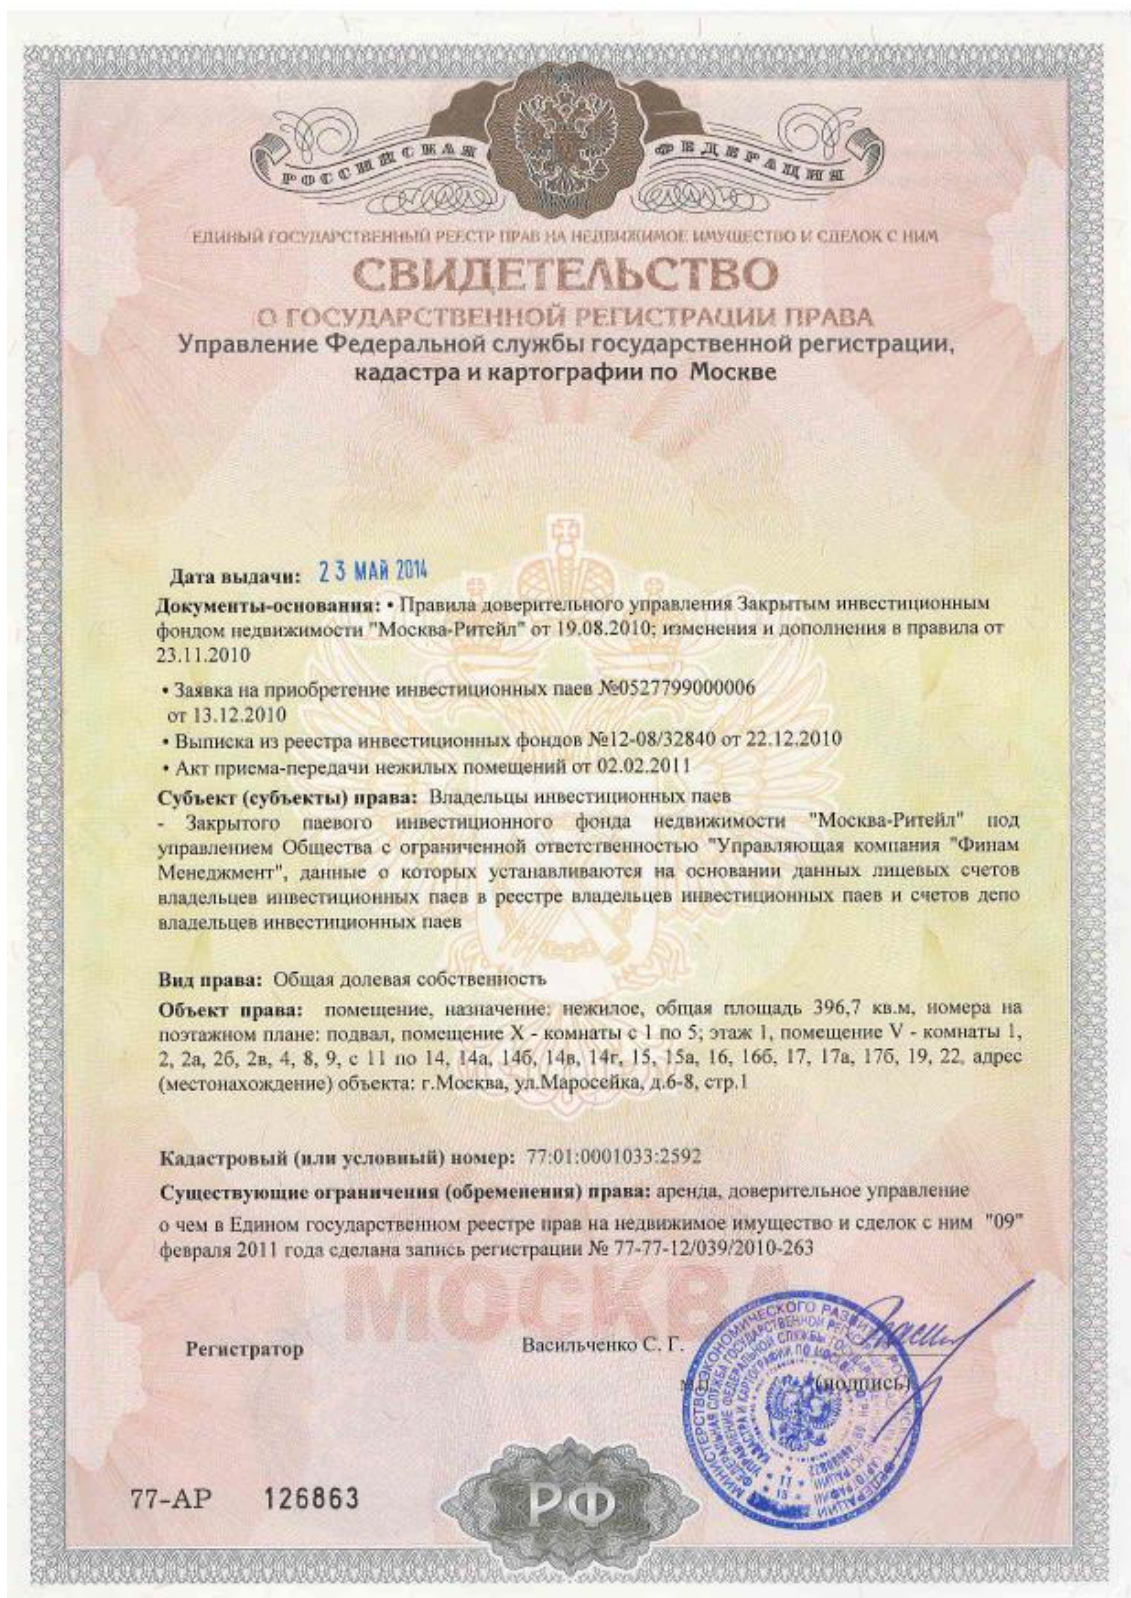 РОССИЙСКАЯ ФЕДЕРАЦИЯ
ЕДИНЫЙ ГОСУДАРСТВЕННЫЙ РЕЕСТР ПРАВ НА НЕДВИЖИМОЕ ИМУЩЕСТВО И СДЕЛОК С НИМ
СВИДЕТЕЛЬСТВО
О ГОСУДАРСТВЕННОЙ РЕГИСТРАЦИИ ПРАВА
Управление Федеральной службы государственной регистрации,
кадастра и картографии по Москве
Дата выдачи: 23 МАЙ 2014
Документы-основания: • Правила доверительного управления Закрытым инвестиционным
фондом недвижимости "Москва-Ритейл" от 19.08.2010; изменения и дополнения в правила от
23.11.2010
• Заявка на приобретение инвестиционных паев №0527799000006
от 13.12.2010
• Выписка из реестра инвестиционных фондов №12-08/32840 от 22.12.2010
• Акт приема-передачи нежилых помещений от 02.02.2011
Субъект (субъекты) права: Владельцы инвестиционных паев
- Закрытого паевого инвестиционного фонда недвижимости "Москва-Ритейл" под
управлением Общества с ограниченной ответственностью "Управляющая компания "Финам
Менеджмент", данные о которых устанавливаются на основании данных лицевых счетов
владельцев инвестиционных паев в реестре владельцев инвестиционных паев и счетов депо
владельцев инвестиционных паев
Вид права: Общая долевая собственность
Объект права: помещение, назначение: нежилое, общая площадь 396,7 кв.м, номера на
поэтажном плане: подвал, помещение X - комнаты с 1 по 5; этаж 1, помещение V - комнаты 1,
2, 2а, 2б, 2в, 4, 8, 9, с 11 по 14, 14а, 14б, 14в, 14г, 15, 15а, 16, 16б, 17, 17а, 17б, 19, 22, адрес
(местонахождение) объекта: г.Москва, ул.Маросейка, д.6-8, стр.1
Кадастровый (или условный) номер: 77:01:0001033:2592
Существующие ограничения (обременения) права: аренда, доверительное управление
о чем в Едином государственном реестре прав на недвижимое имущество и сделок с ним "09"
февраля 2011 года сделана запись регистрации № 77-77-12/039/2010-263
МОСКВА
Регистратор
Васильченко С. Г.
(подпись)
77-АР 126863
РФ